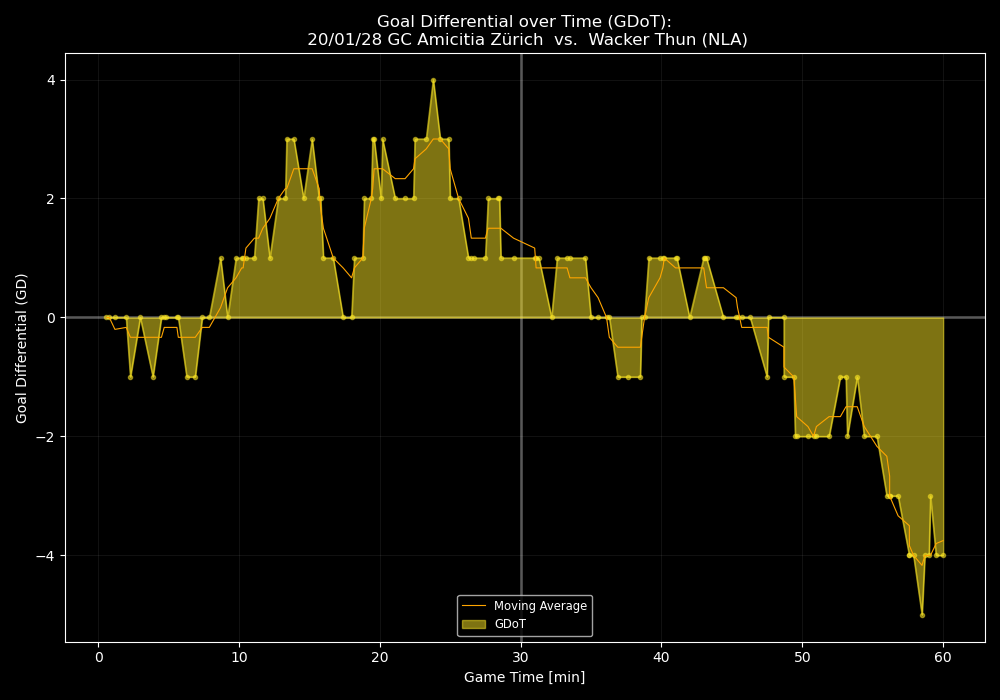 Goal Differential over Time (GDoT):
20/01/28 GC Amicitia Zürich  vs.  Wacker Thun (NLA)
Goal Differential (GD)
4
2
0
−2
−4
Moving Average
GDoT
0 10 20 30 40 50 60
Game Time [min]